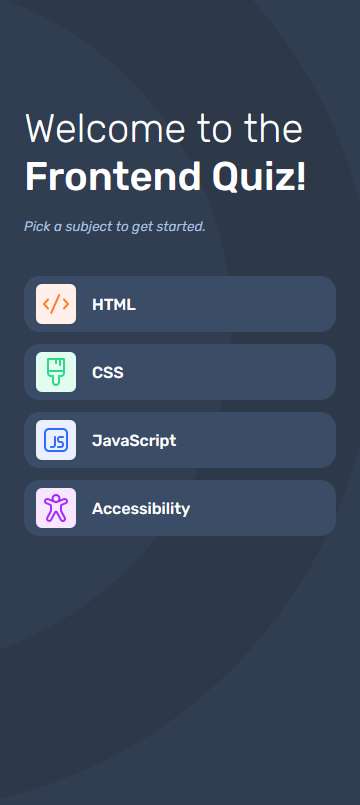 Welcome to the
Frontend Quiz!
Pick a subject to get started.
HTML
CSS
JS
JavaScript
Accessibility